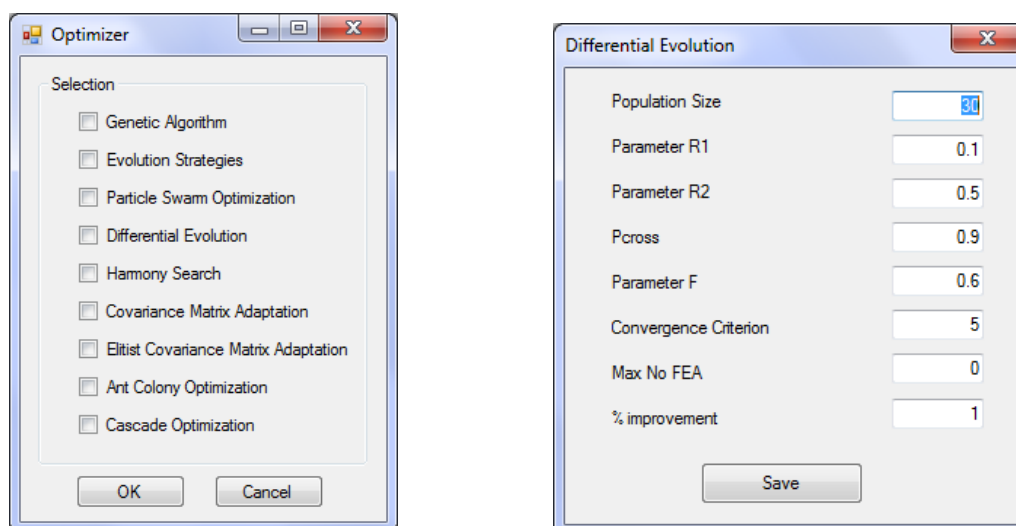 Optimizer
Selection
Genetic Algorithm
Evolution Strategies
Particle Swarm Optimization
Differential Evolution
Harmony Search
Covariance Matrix Adaptation
Elitist Covariance Matrix Adaptation
Ant Colony Optimization
Cascade Optimization
OK Cancel
Differential Evolution
Population Size 30
Parameter R1 0.1
Parameter R2 0.5
Pcross 0.9
Parameter F 0.6
Convergence Criterion 5
Max No FEA 0
% improvement 1
Save